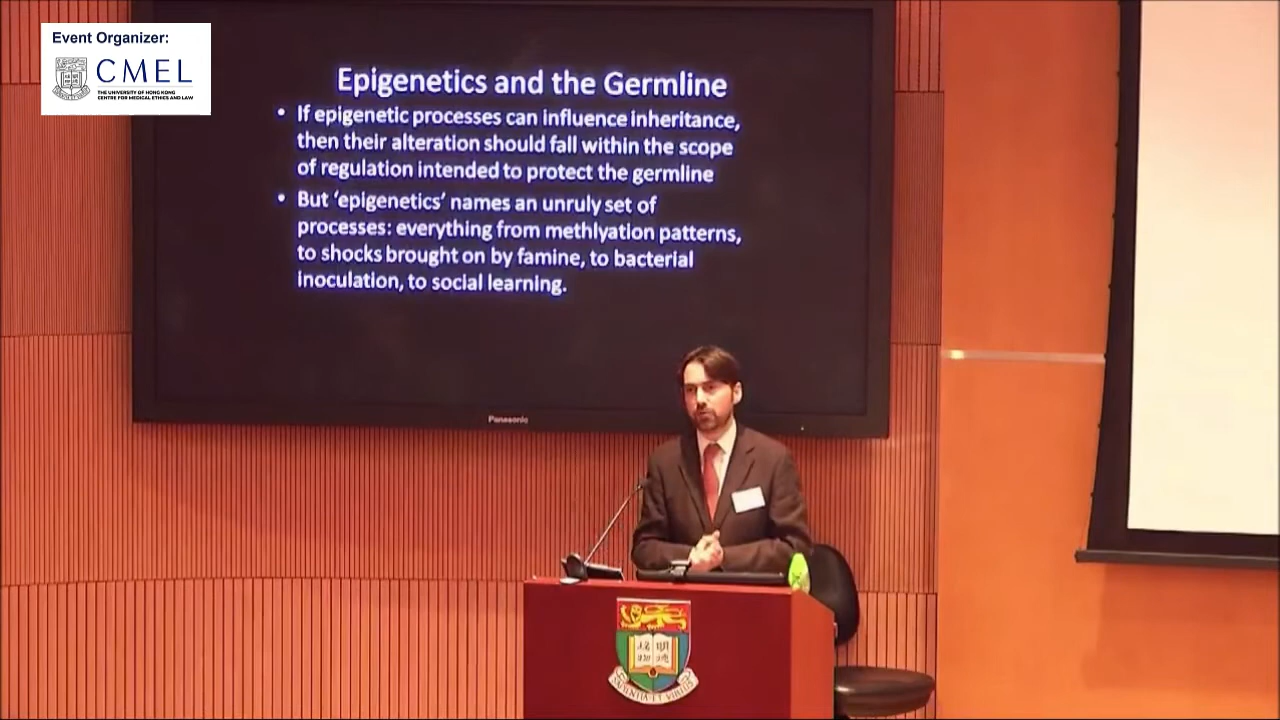 Event Organizer:
CMEL
THE UNIVERSITY OF HONG KONG
CENTRE FOR MEDICAL ETHICS AND LAW
Epigenetics and the Germline
• If epigenetic processes can influence inheritance,
then their alteration should fall within the scope
of regulation intended to protect the germline
• But ‘epigenetics’ names an unruly set of
processes: everything from methlyation patterns,
to shocks brought on by famine, to bacterial
inoculation, to social learning.
Panasonic
SAPIENTIA ET VIRTUS